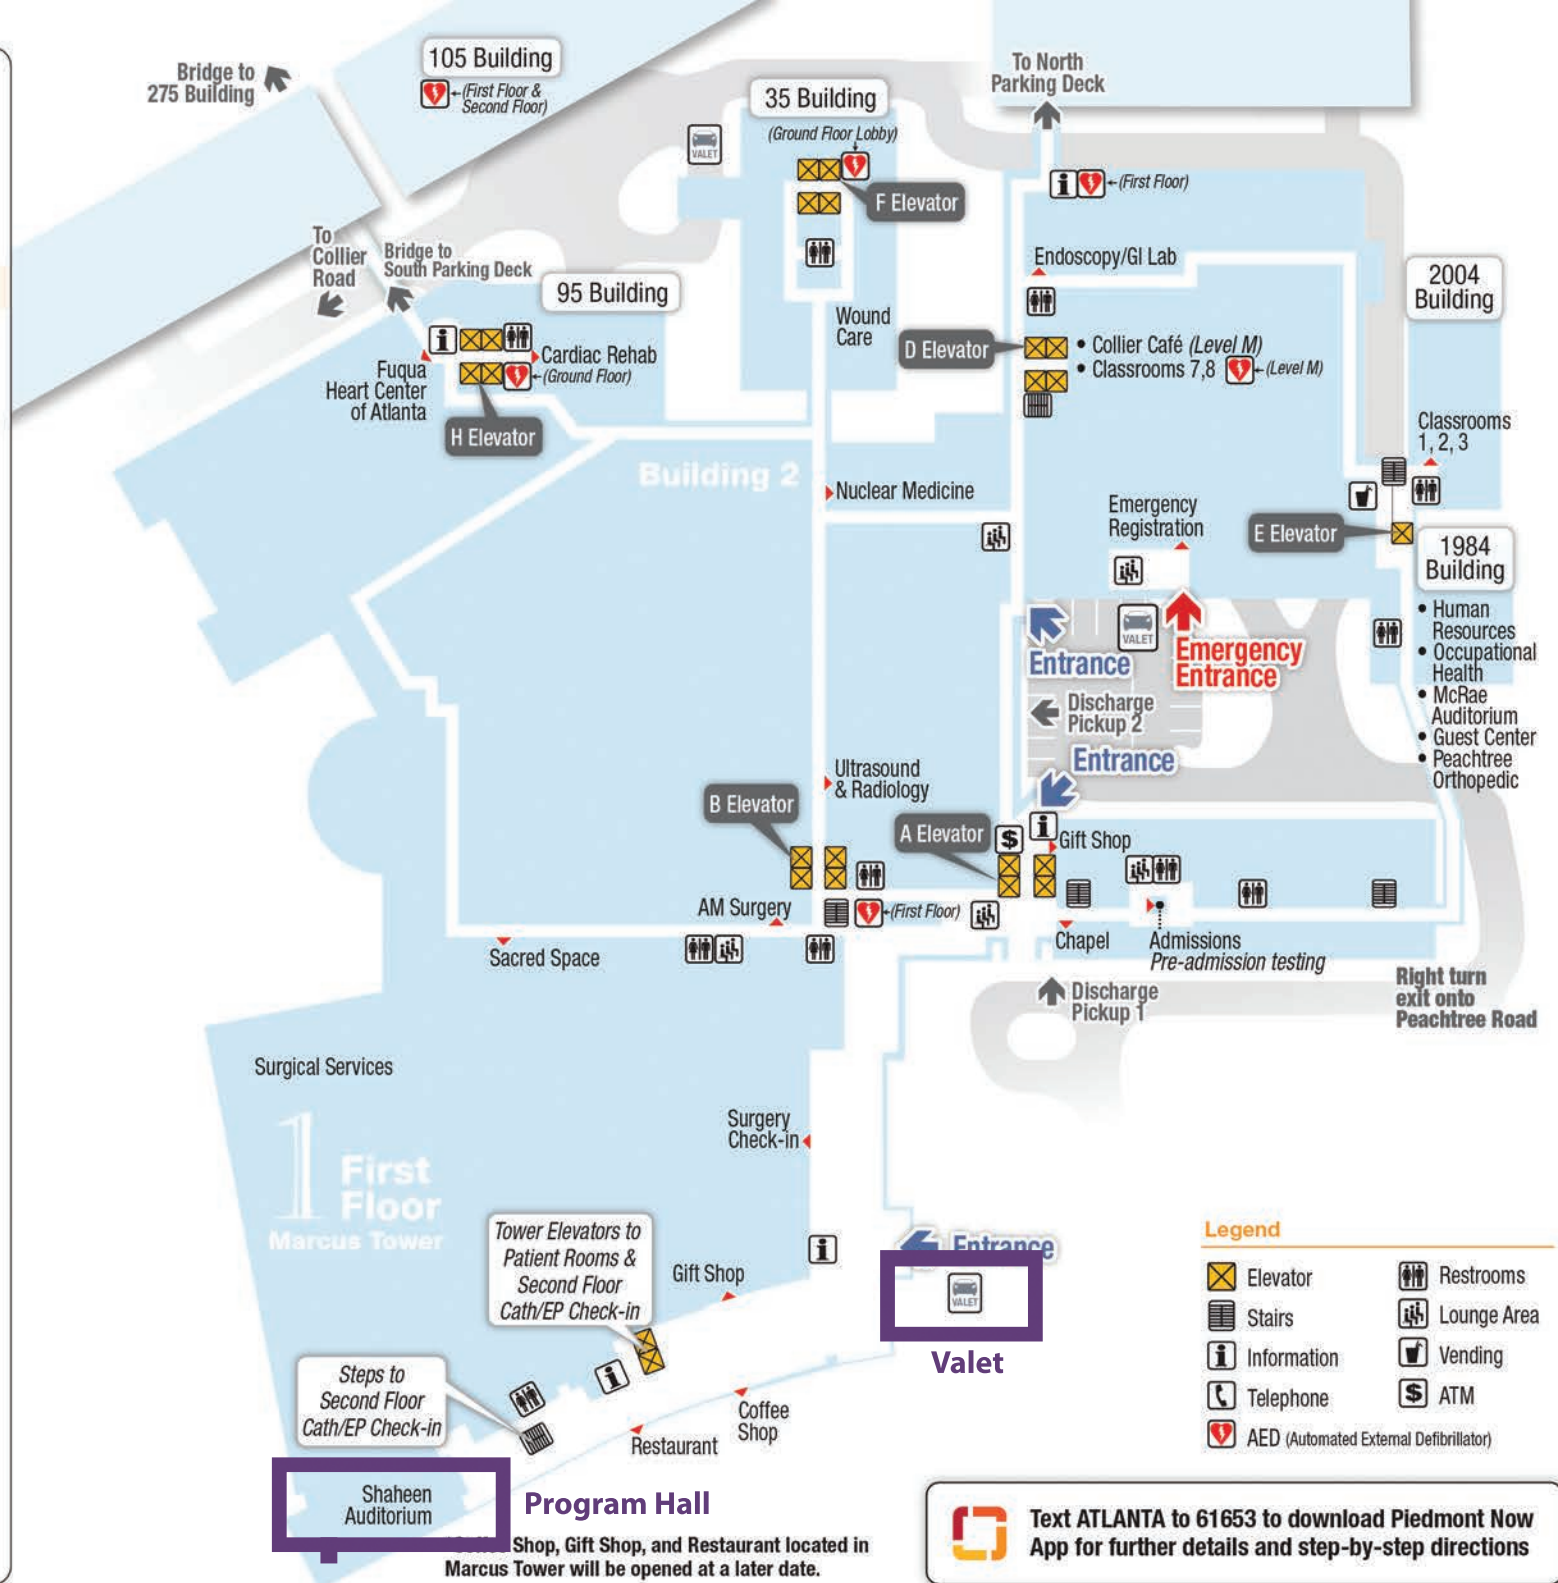 Bridge to
275 Building
105 Building
(First Floor &
Second Floor)
To North
Parking Deck
35 Building
(Ground Floor Lobby)
VALET
F Elevator
(First Floor)
To
Collier
Road
Bridge to
South Parking Deck
95 Building
Endoscopy/GI Lab
2004
Building
Wound
Care
D Elevator
• Collier Café (Level M)
• Classrooms 7,8
(Level M)
Cardiac Rehab
(Ground Floor)
Fuqua
Heart Center
of Atlanta
H Elevator
Classrooms
1, 2, 3
Building 2
Nuclear Medicine
Emergency
Registration
E Elevator
1984
Building
• Human
Resources
• Occupational
Health
• McRae
Auditorium
• Guest Center
• Peachtree
Orthopedic
VALET
Entrance
Emergency
Entrance
Discharge
Pickup 2
Entrance
Ultrasound
& Radiology
B Elevator
A Elevator
$
Gift Shop
AM Surgery
(First Floor)
Sacred Space
Chapel
Admissions
Pre-admission testing
Discharge
Pickup 1
Right turn
exit onto
Peachtree Road
Surgical Services
Surgery
Check-in
1 First
Floor
Marcus Tower
Tower Elevators to
Patient Rooms &
Second Floor
Cath/EP Check-in
Gift Shop
Entrance
VALET
Valet
Steps to
Second Floor
Cath/EP Check-in
Coffee
Shop
Restaurant
Shaheen
Auditorium
Program Hall
Shop, Gift Shop, and Restaurant located in
Marcus Tower will be opened at a later date.
Legend
Elevator
Restrooms
Stairs
Lounge Area
Information
Vending
Telephone
$ ATM
AED (Automated External Defibrillator)
Text ATLANTA to 61653 to download Piedmont Now
App for further details and step-by-step directions